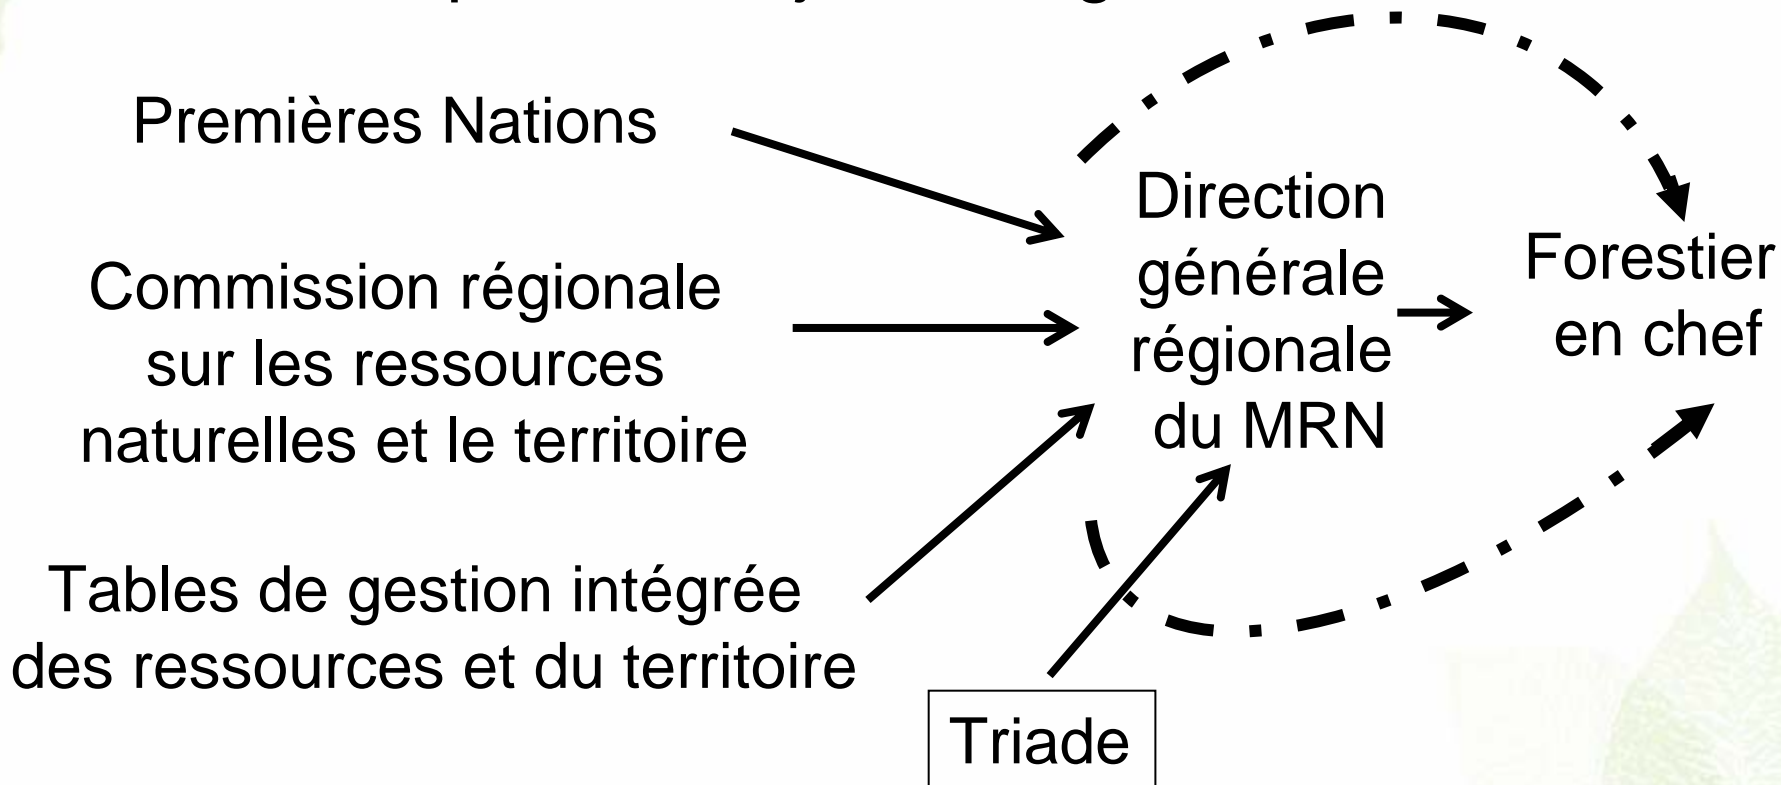 Premières Nations
Commission régionale
sur les ressources
naturelles et le territoire
Tables de gestion intégrée
des ressources et du territoire
Triade
Direction
générale
régionale
du MRN
Forestier
en chef